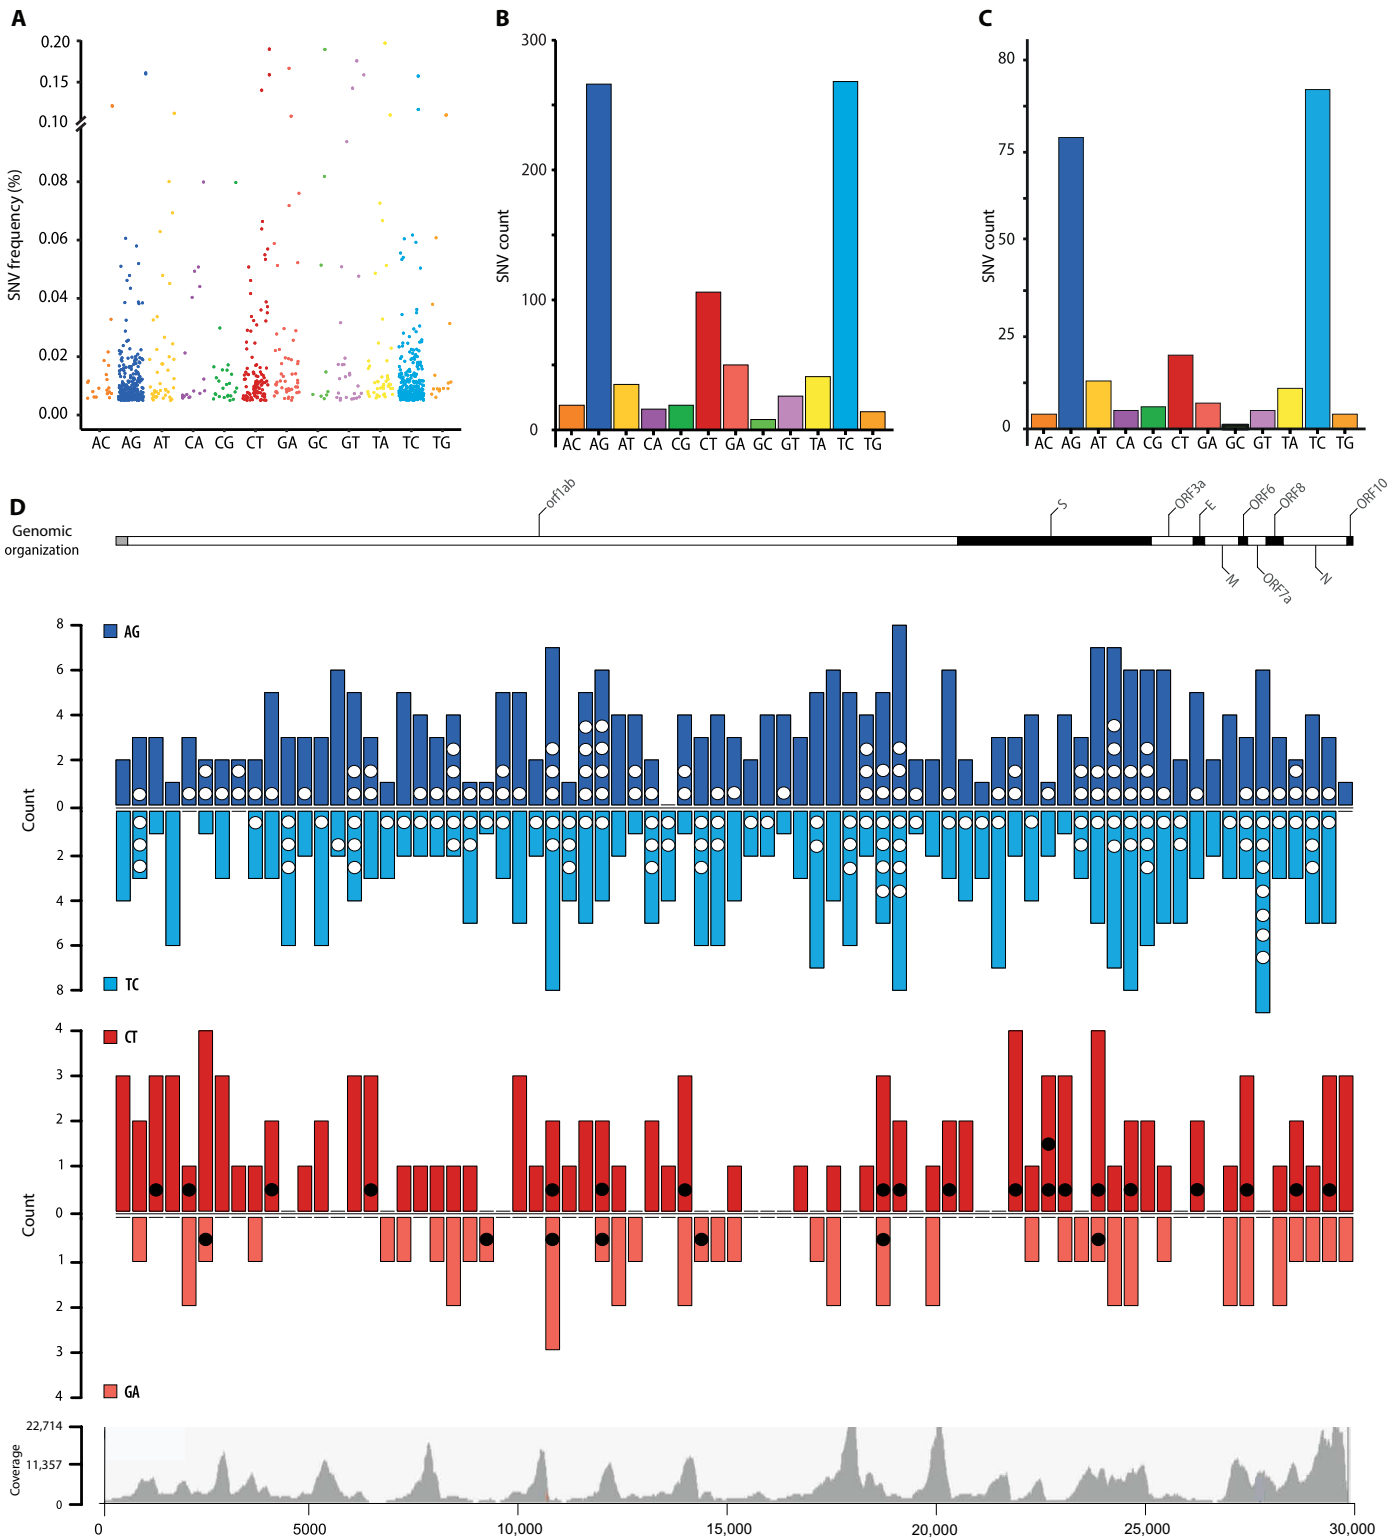 A
B
C
0.20
0.15
0.10
0.08
0.06
0.04
0.02
0.00
SNV frequency (%)
AC AG AT CA CG CT GA GC GT TA TC TG
300
200
100
0
SNV count
AC AG AT CA CG CT GA GC GT TA TC TG
80
75
50
25
0
SNV count
AC AG AT CA CG CT GA GC GT TA TC TG
D
Genomic
organization
orf1ab
S
ORF3a
E
ORF6
ORF8
ORF10
M
ORF7a
N
8
6
4
2
0
2
4
6
8
Count
AG
TC
4
3
2
1
0
1
2
3
4
Count
CT
GA
22,714
11,357
0
Coverage
0 5000 10,000 15,000 20,000 25,000 30,000